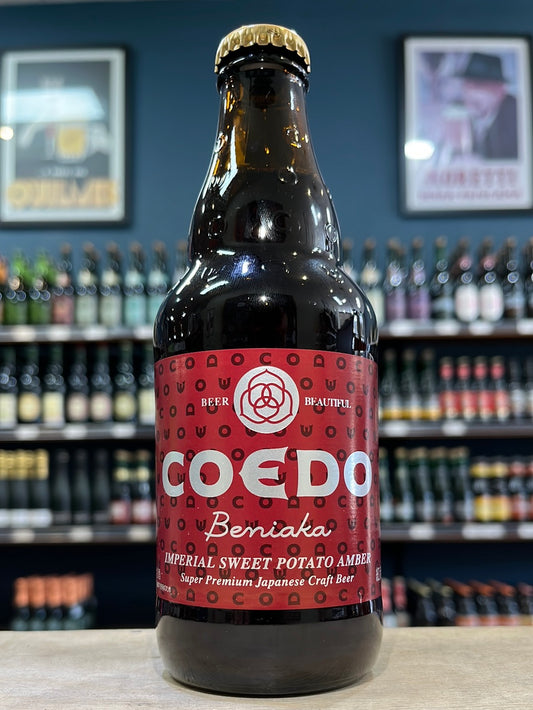 BEER BEAUTIFUL
COEDO
Beniaka
IMPERIAL SWEET POTATO AMBER
Super Premium Japanese Craft Beer